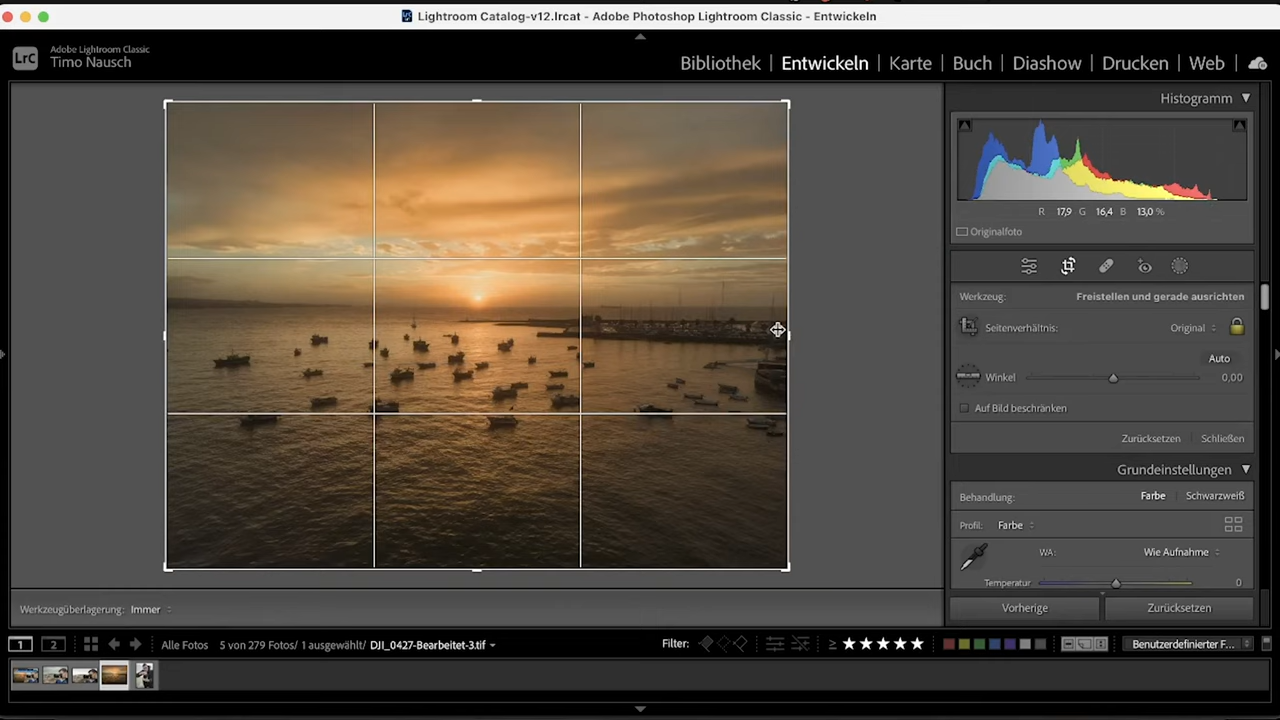 Lightroom Catalog-v12.lrcat - Adobe Photoshop Lightroom Classic - Entwickeln
LrC
Adobe Lightroom Classic
Timo Nausch
Bibliothek | Entwickeln | Karte | Buch | Diashow | Drucken | Web
Histogramm
R 17,9 G 16,4 B 13,0 %
Originalfoto
Werkzeug: Freistellen und gerade ausrichten
Seitenverhältnis: Original
Auto
Winkel 0,00
Auf Bild beschränken
Zurücksetzen Schließen
Grundeinstellungen
Behandlung: Farbe Schwarzweiß
Profil: Farbe
WA: Wie Aufnahme
Temperatur 0
Vorherige Zurücksetzen
Werkzeugüberlagerung: Immer
1 2 Alle Fotos 5 von 279 Fotos/ 1 ausgewählt/ DJI_0427-Bearbeitet-3.tif Filter: ≥ ★★★★★ Benutzerdefinierter F...